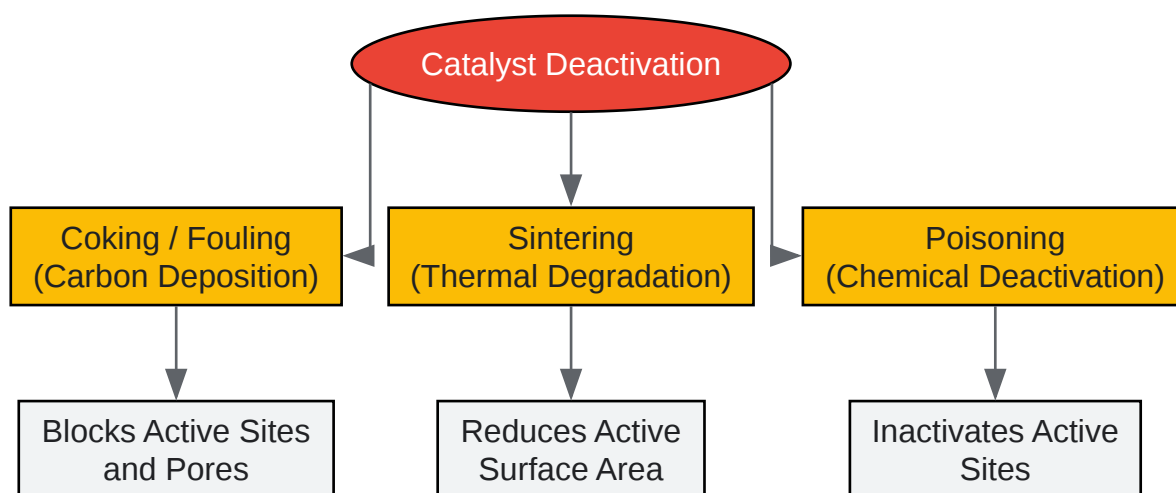 Catalyst Deactivation
Coking / Fouling
(Carbon Deposition)
Sintering
(Thermal Degradation)
Poisoning
(Chemical Deactivation)
Blocks Active Sites
and Pores
Reduces Active
Surface Area
Inactivates Active
Sites